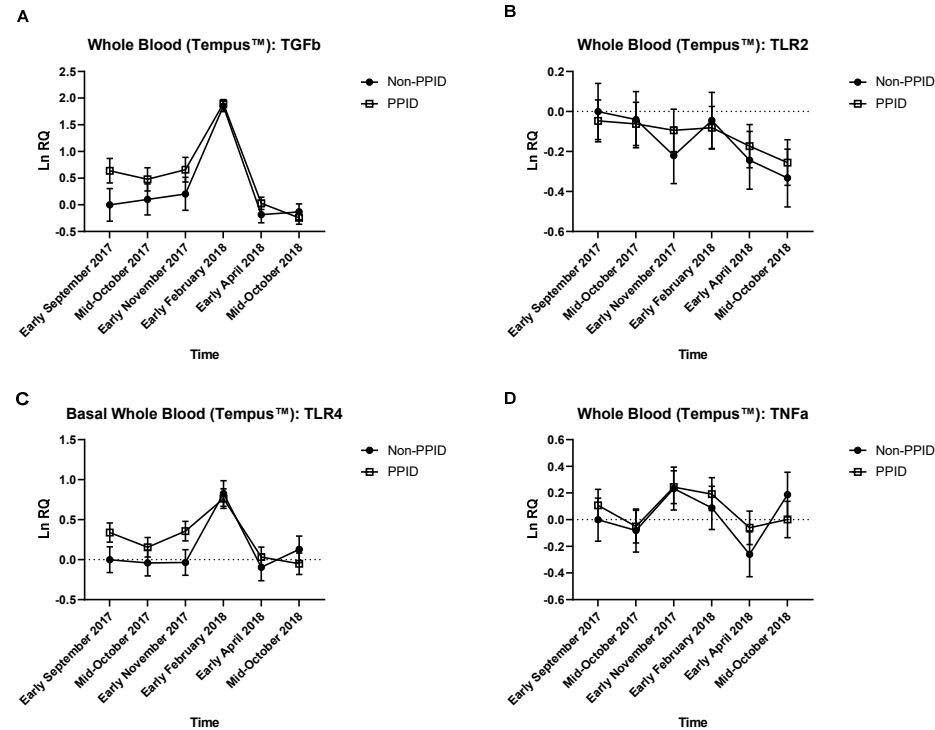 A
Whole Blood (Tempus™): TGFb
2.5
2.0
1.5
1.0
0.5
0.0
-0.5
Ln RQ
Non-PPID
PPID
Early September 2017
Mid-October 2017
Early November 2017
Early February 2018
Early April 2018
Mid-October 2018
Time
B
Whole Blood (Tempus™): TLR2
0.2
0.0
-0.2
-0.4
-0.6
Ln RQ
Non-PPID
PPID
Early September 2017
Mid-October 2017
Early November 2017
Early February 2018
Early April 2018
Mid-October 2018
Time
C
Basal Whole Blood (Tempus™): TLR4
1.5
1.0
0.5
0.0
-0.5
Ln RQ
Non-PPID
PPID
Early September 2017
Mid-October 2017
Early November 2017
Early February 2018
Early April 2018
Mid-October 2018
Time
D
Whole Blood (Tempus™): TNFa
0.6
0.4
0.2
0.0
-0.2
-0.4
-0.6
Ln RQ
Non-PPID
PPID
Early September 2017
Mid-October 2017
Early November 2017
Early February 2018
Early April 2018
Mid-October 2018
Time